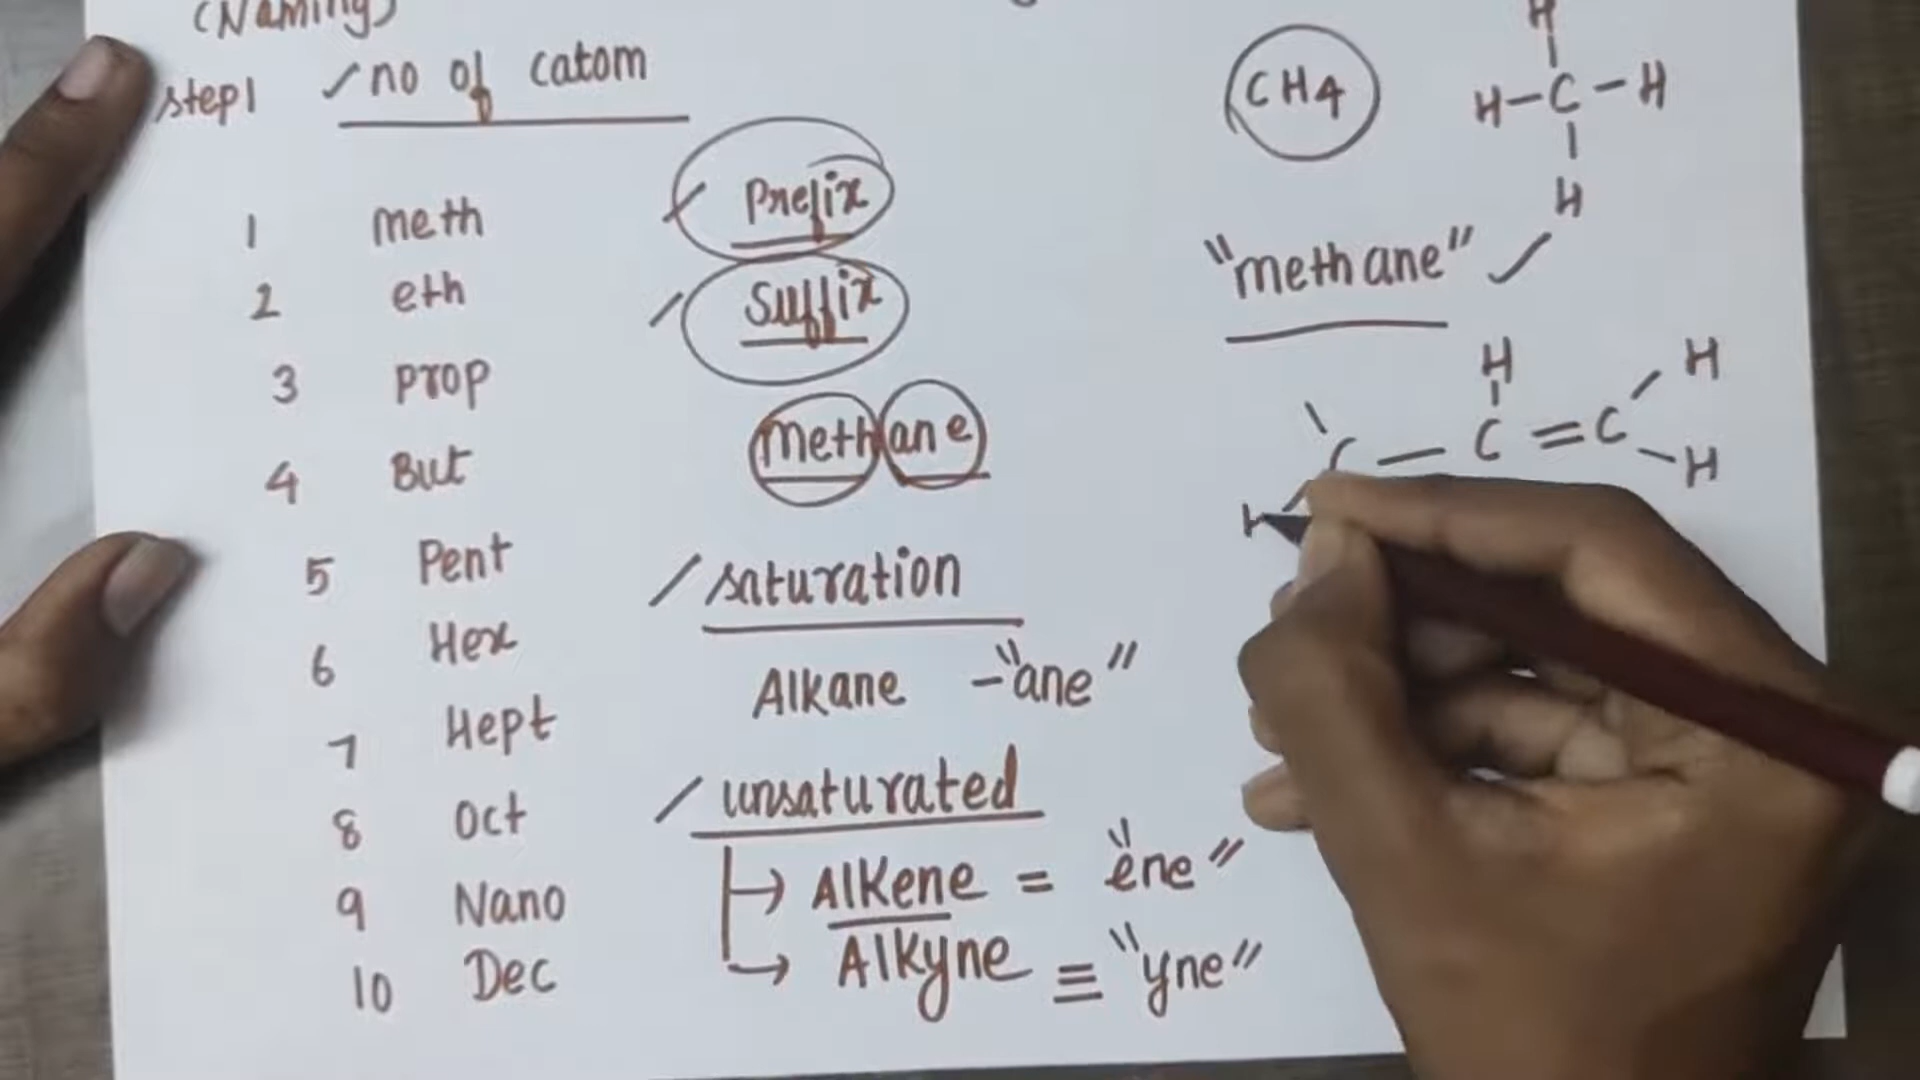 (Naming)
step1 ✓no of catom
1 meth
2 eth
3 prop
4 But
5 Pent
6 Hex
7 Hept
8 oct
9 Nano
10 Dec
Prefix
Suffix
methane
saturation
Alkane - "ane"
unsaturated
→ Alkene = "ene"
→ Alkyne ≡ "yne"
CH4
H
H-C-H
H
"methane" ✓
H H
C - C = C
H H